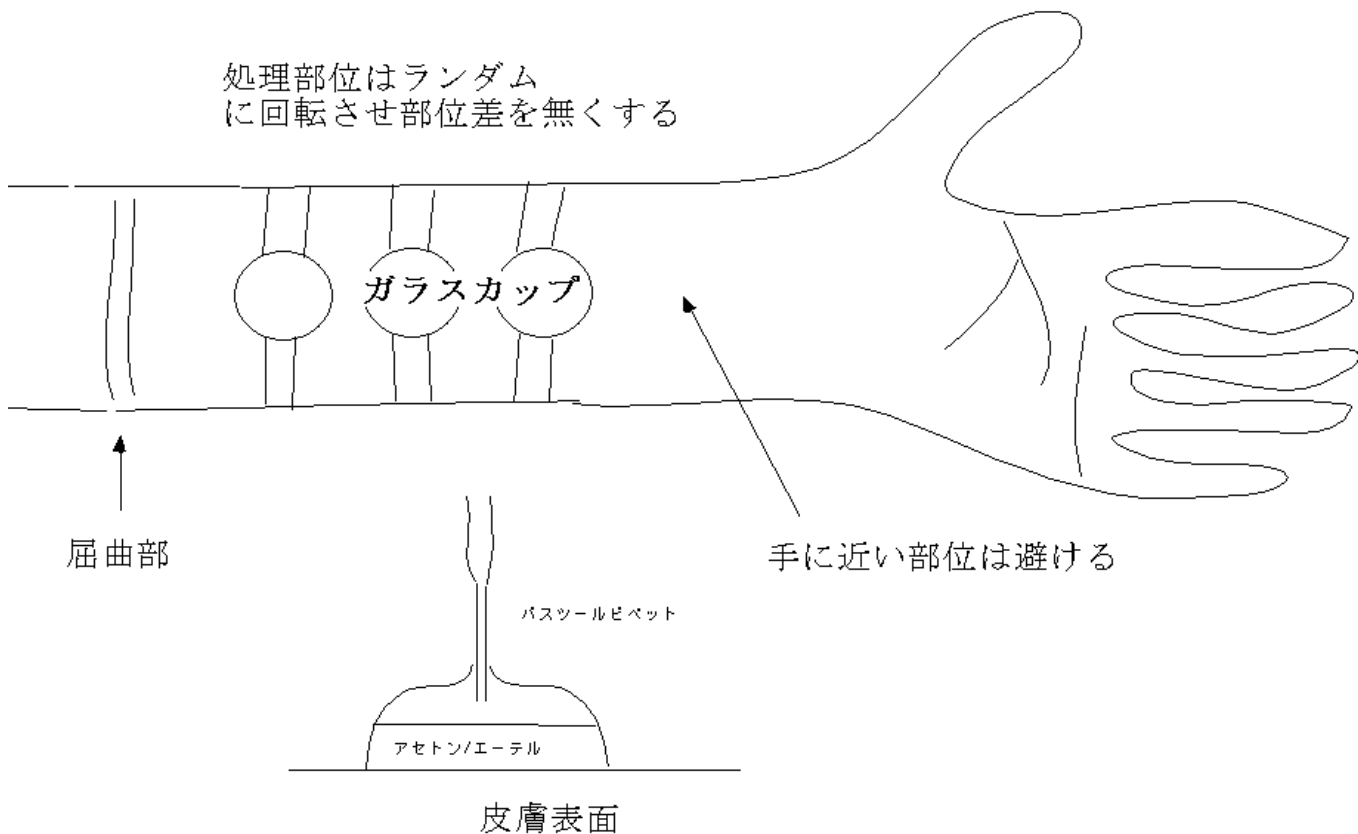 処理部位はランダム
に回転させ部位差を無くする
ガラスカップ
屈曲部
手に近い部位は避ける
パスツールピペット
アセトン/エーテル
皮膚表面